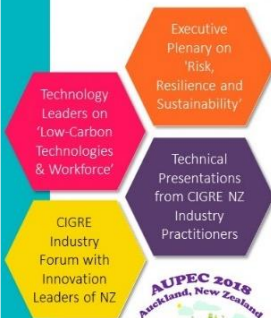 Executive
Plenary on
'Risk,
Resilience and
Sustainability'
Technology
Leaders on
'Low-Carbon
Technologies
& Workforce'
Technical
Presentations
from CIGRE NZ
Industry
Practitioners
CIGRE
Industry
Forum with
Innovation
Leaders of NZ
AUPEC 2018
Auckland, New Zealand